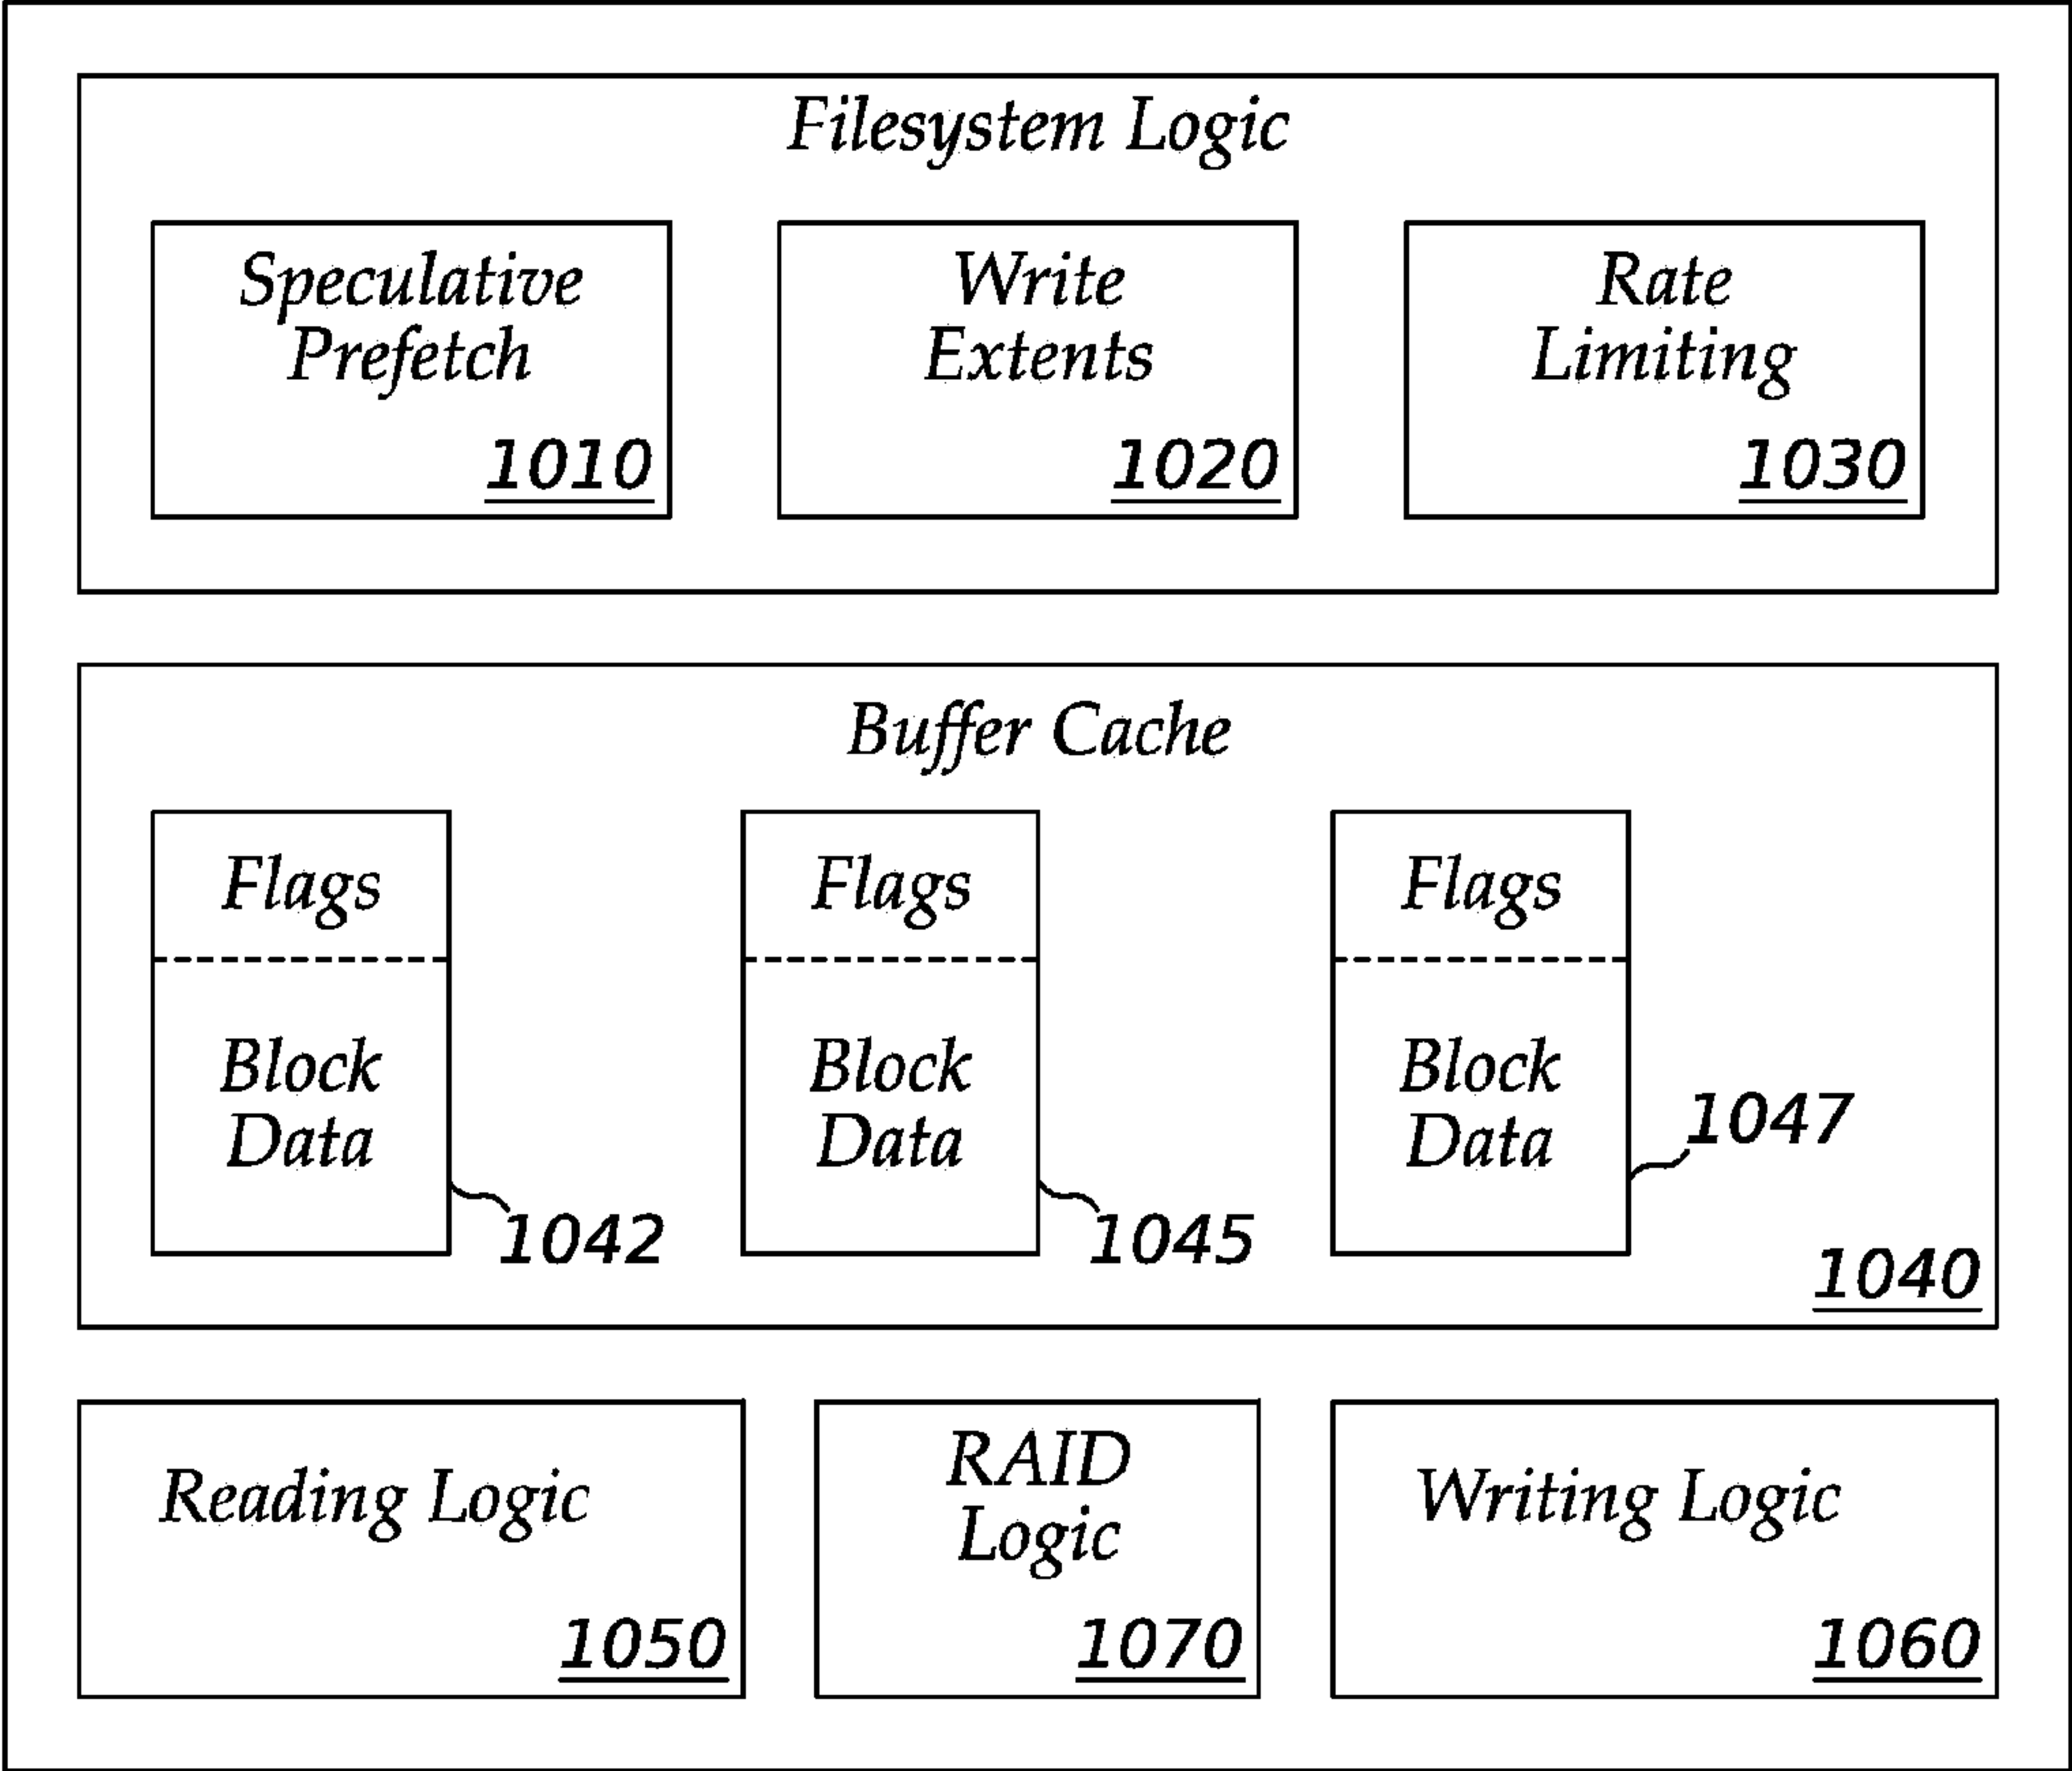 Filesystem Logic
Speculative
Prefetch
1010
Write
Extents
1020
Rate
Limiting
1030
Buffer Cache
Flags
Block
Data
1042
Flags
Block
Data
1045
Flags
Block
Data
1047
1040
Reading Logic
1050
RAID
Logic
1070
Writing Logic
1060